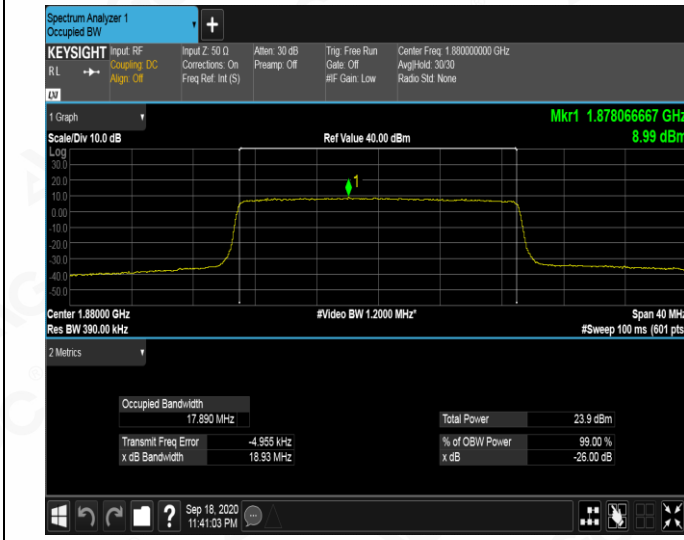 Spectrum Analyzer 1
Occupied BW
+
KEYSIGHT Input: RF Input Z: 50 Ω Atten: 30 dB Trig: Free Run Center Freq: 1.880000000 GHz
RL Coupling: DC Corrections: On Preamp: Off Gate: Off Avg|Hold: 30/30
Align: Off Freq Ref: Int (S) #IF Gain: Low Radio Std: None
LXI
1 Graph Mkr1 1.878066667 GHz
Scale/Div 10.0 dB Ref Value 40.00 dBm 8.99 dBm
Log
30.0
20.0
1
10.0
0.00
-10.0
-20.0
-30.0
-40.0
-50.0
Center 1.88000 GHz #Video BW 1.2000 MHz* Span 40 MHz
Res BW 390.00 kHz #Sweep 100 ms (601 pts
2 Metrics
Occupied Bandwidth
17.890 MHz Total Power 23.9 dBm
Transmit Freq Error -4.955 kHz % of OBW Power 99.00 %
x dB Bandwidth 18.93 MHz x dB -26.00 dB
? Sep 18, 2020
11:41:03 PM